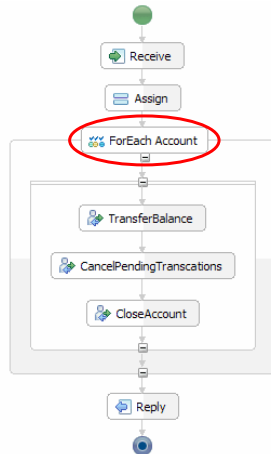 Receive
Assign
ForEach Account
TransferBalance
CancelPendingTranscations
CloseAccount
Reply